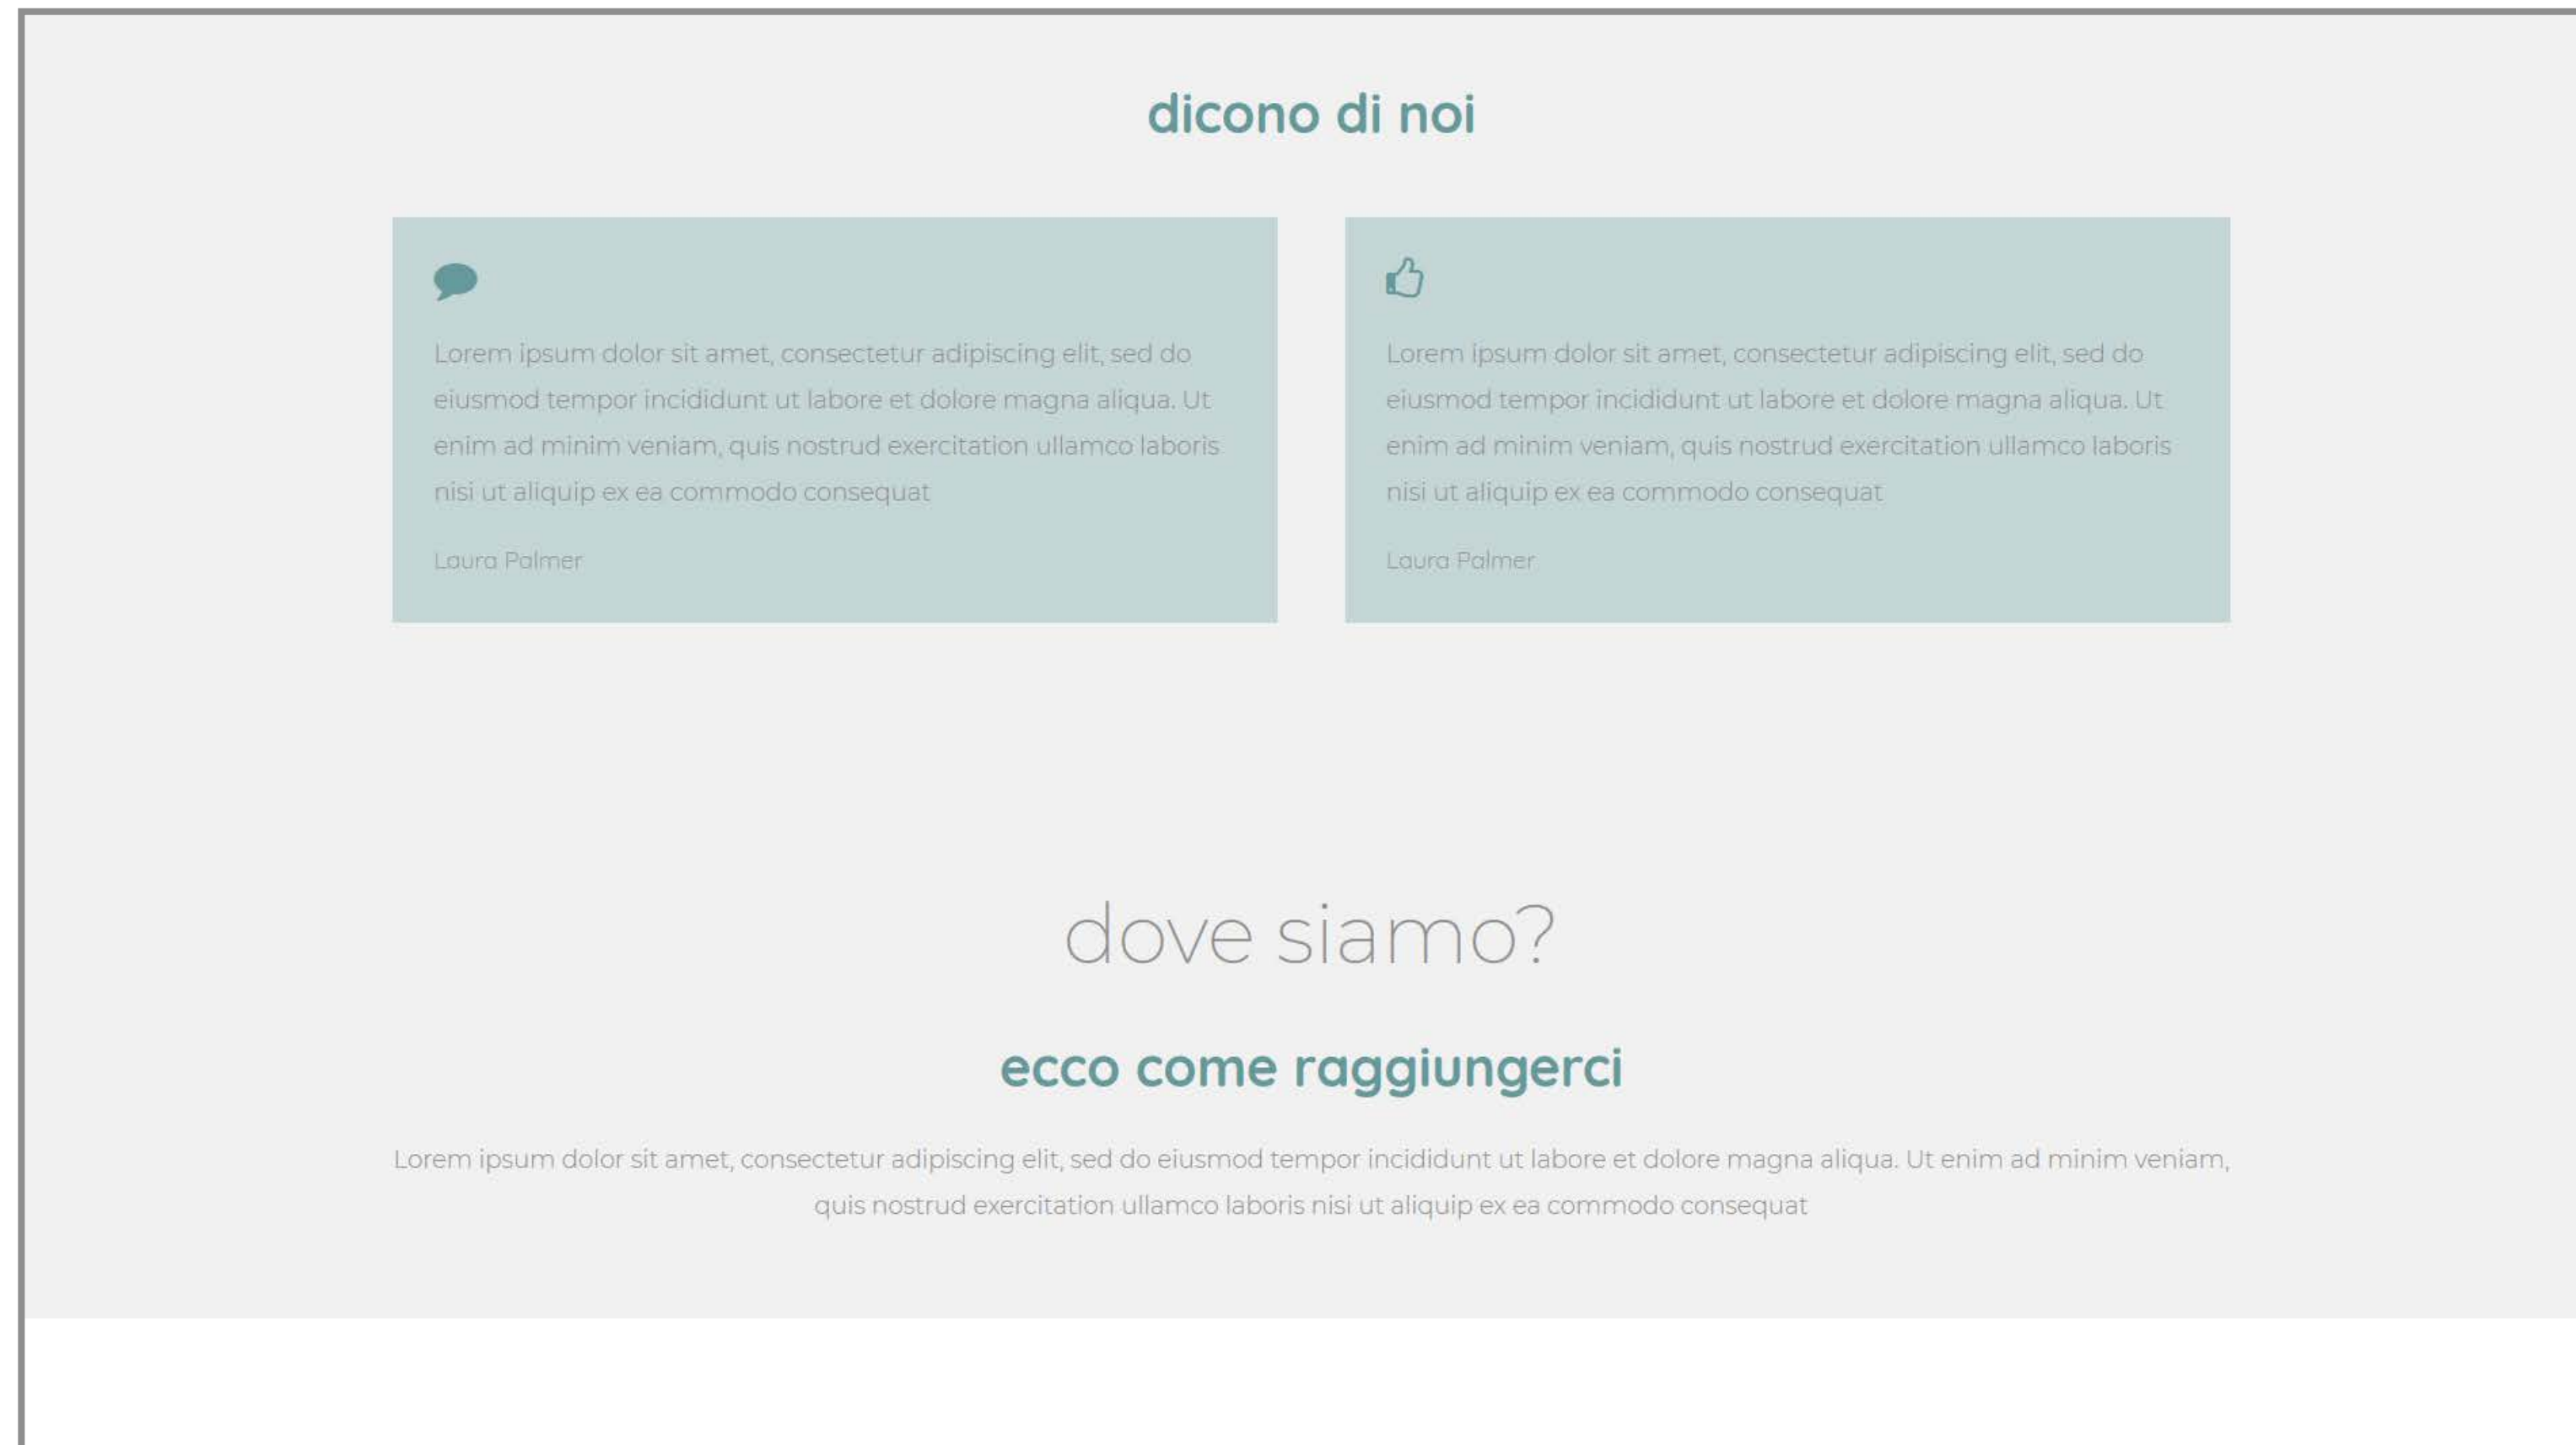 dicono di noi
Lorem ipsum dolor sit amet, consectetur adipiscing elit, sed do
eiusmod tempor incididunt ut labore et dolore magna aliqua. Ut
enim ad minim veniam, quis nostrud exercitation ullamco laboris
nisi ut aliquip ex ea commodo consequat
Laura Palmer
Lorem ipsum dolor sit amet, consectetur adipiscing elit, sed do
eiusmod tempor incididunt ut labore et dolore magna aliqua. Ut
enim ad minim veniam, quis nostrud exercitation ullamco laboris
nisi ut aliquip ex ea commodo consequat
Laura Palmer
dove siamo?
ecco come raggiungerci
Lorem ipsum dolor sit amet, consectetur adipiscing elit, sed do eiusmod tempor incididunt ut labore et dolore magna aliqua. Ut enim ad minim veniam,
quis nostrud exercitation ullamco laboris nisi ut aliquip ex ea commodo consequat